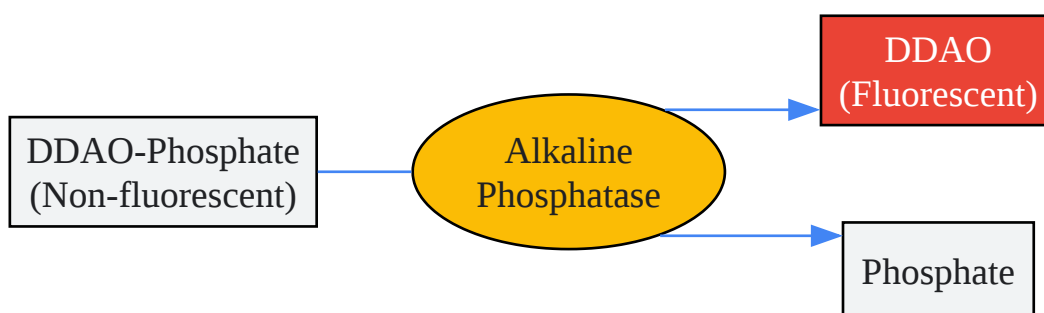 DDAO-Phosphate
(Non-fluorescent)
Alkaline
Phosphatase
DDAO
(Fluorescent)
Phosphate